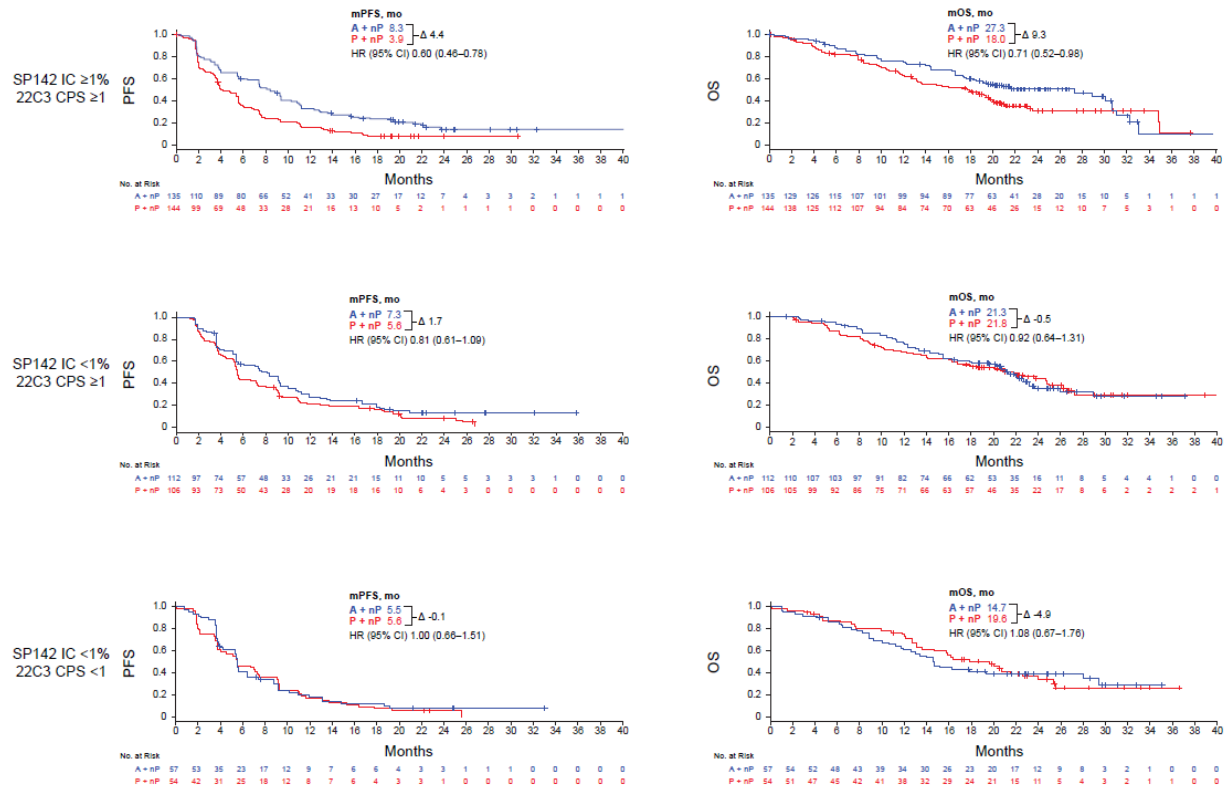 SP142 IC ≥1%
22C3 CPS ≥1
PFS
1.0
0.8
0.6
0.4
0.2
0
mPFS, mo
A + nP 8.3
P + nP 3.9
Δ 4.4
HR (95% CI) 0.60 (0.46–0.78)
0 2 4 6 8 10 12 14 16 18 20 22 24 26 28 30 32 34 36 38 40
Months
No. at Risk
A + nP 135 110 89 80 66 52 41 33 30 27 17 12 7 4 3 3 2 1 1 1 1
P + nP 144 99 69 48 33 28 21 16 13 10 5 2 1 1 1 1 0 0 0 0 0
OS
1.0
0.8
0.6
0.4
0.2
0
mOS, mo
A + nP 27.3
P + nP 18.0
Δ 9.3
HR (95% CI) 0.71 (0.52–0.98)
0 2 4 6 8 10 12 14 16 18 20 22 24 26 28 30 32 34 36 38 40
Months
No. at Risk
A + nP 135 129 126 115 107 101 99 94 89 77 63 41 28 20 15 10 5 1 1 1 1
P + nP 144 138 125 112 107 94 84 74 70 63 46 26 15 12 10 7 5 3 1 0 0
SP142 IC <1%
22C3 CPS ≥1
PFS
1.0
0.8
0.6
0.4
0.2
0
mPFS, mo
A + nP 7.3
P + nP 5.6
Δ 1.7
HR (95% CI) 0.81 (0.61–1.09)
0 2 4 6 8 10 12 14 16 18 20 22 24 26 28 30 32 34 36 38 40
Months
No. at Risk
A + nP 112 97 74 57 48 33 26 21 21 15 11 10 5 5 3 3 3 1 0 0 0
P + nP 106 93 73 50 43 28 20 19 18 16 10 6 4 3 0 0 0 0 0 0 0
OS
1.0
0.8
0.6
0.4
0.2
0
mOS, mo
A + nP 21.3
P + nP 21.8
Δ -0.5
HR (95% CI) 0.92 (0.64–1.31)
0 2 4 6 8 10 12 14 16 18 20 22 24 26 28 30 32 34 36 38 40
Months
No. at Risk
A + nP 112 110 107 103 97 91 82 74 66 62 53 35 16 11 8 5 4 4 1 0 0
P + nP 106 105 99 92 86 75 71 66 63 57 46 35 22 17 8 6 2 2 2 2 1
SP142 IC <1%
22C3 CPS <1
PFS
1.0
0.8
0.6
0.4
0.2
0
mPFS, mo
A + nP 5.5
P + nP 5.6
Δ -0.1
HR (95% CI) 1.00 (0.66–1.51)
0 2 4 6 8 10 12 14 16 18 20 22 24 26 28 30 32 34 36 38 40
Months
No. at Risk
A + nP 57 53 35 23 17 12 9 7 6 6 4 3 3 1 1 1 0 0 0 0 0
P + nP 54 42 31 25 18 12 8 7 6 4 3 3 1 0 0 0 0 0 0 0 0
OS
1.0
0.8
0.6
0.4
0.2
0
mOS, mo
A + nP 14.7
P + nP 19.6
Δ -4.9
HR (95% CI) 1.08 (0.67–1.76)
0 2 4 6 8 10 12 14 16 18 20 22 24 26 28 30 32 34 36 38 40
Months
No. at Risk
A + nP 57 54 52 48 43 39 34 30 26 23 20 17 12 9 8 3 2 1 0 0 0
P + nP 54 51 47 45 42 41 38 32 29 24 21 15 11 5 4 3 2 1 1 0 0